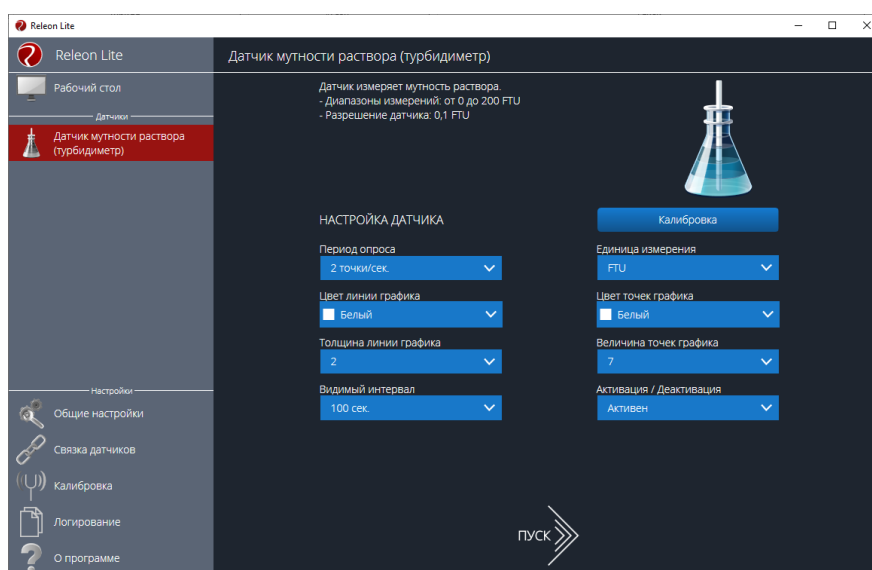 Releon Lite
Releon Lite
Датчик мутности раствора (турбидиметр)
Рабочий стол
Датчики
Датчик мутности раствора
(турбидиметр)
Датчик измеряет мутность раствора.
- Диапазоны измерений: от 0 до 200 FTU
- Разрешение датчика: 0,1 FTU
НАСТРОЙКА ДАТЧИКА
Калибровка
Период опроса
Единица измерения
2 точки/сек.
FTU
Цвет линии графика
Цвет точек графика
Белый
Белый
Толщина линии графика
Величина точек графика
2
7
Видимый интервал
Активация / Деактивация
100 сек.
Активен
Настройки
Общие настройки
Связка датчиков
Калибровка
Логирование
О программе
ПУСК